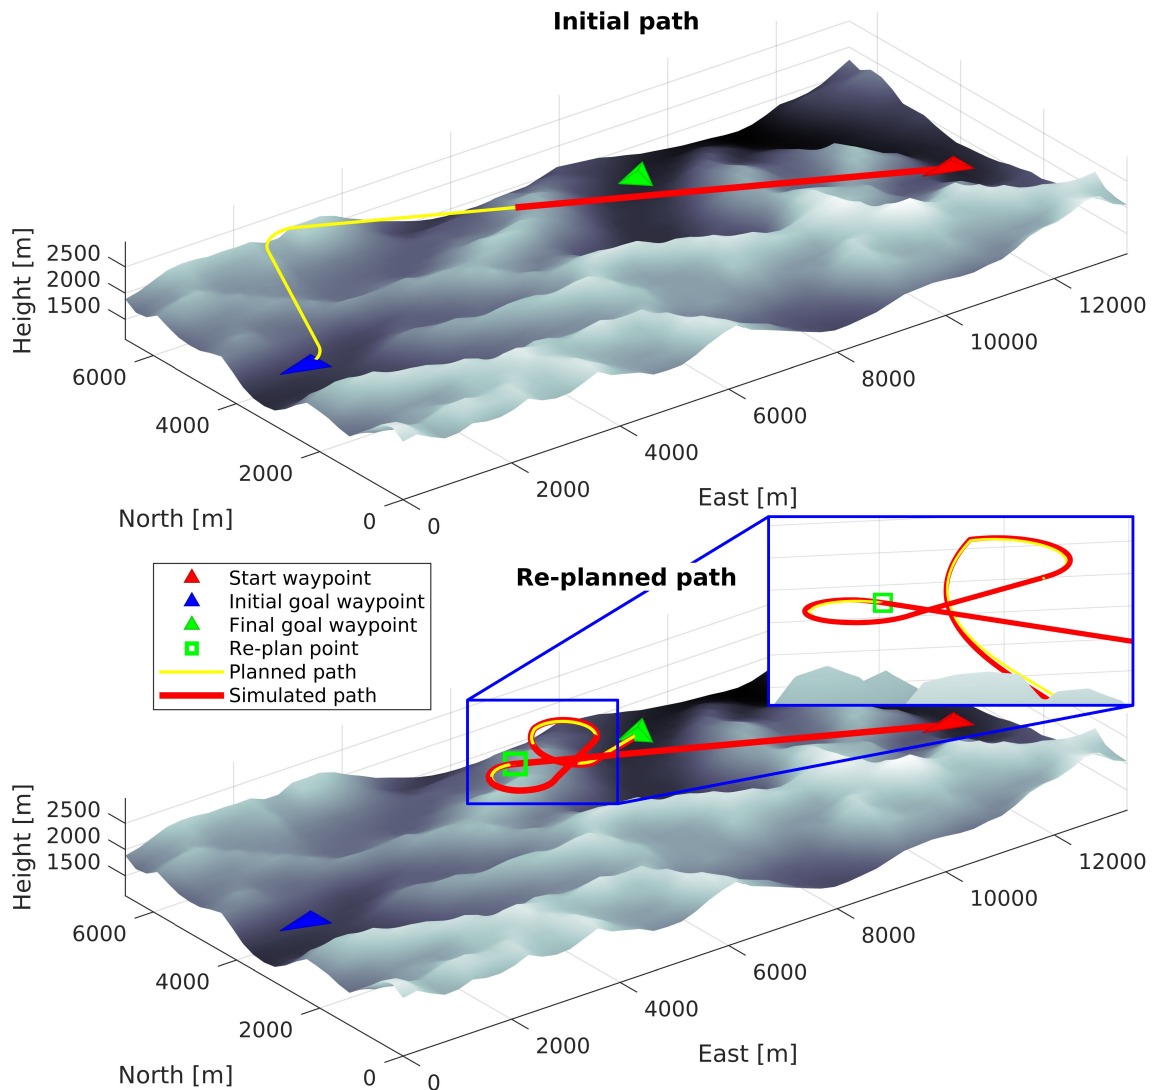 Initial path
Height [m]
2500
2000
1500
6000
4000
2000
0
North [m]
0
2000
4000
6000
8000
10000
12000
East [m]
Start waypoint
Initial goal waypoint
Final goal waypoint
Re-plan point
Planned path
Simulated path
Re-planned path
Height [m]
2500
2000
1500
6000
4000
2000
0
North [m]
0
2000
4000
6000
8000
10000
12000
East [m]